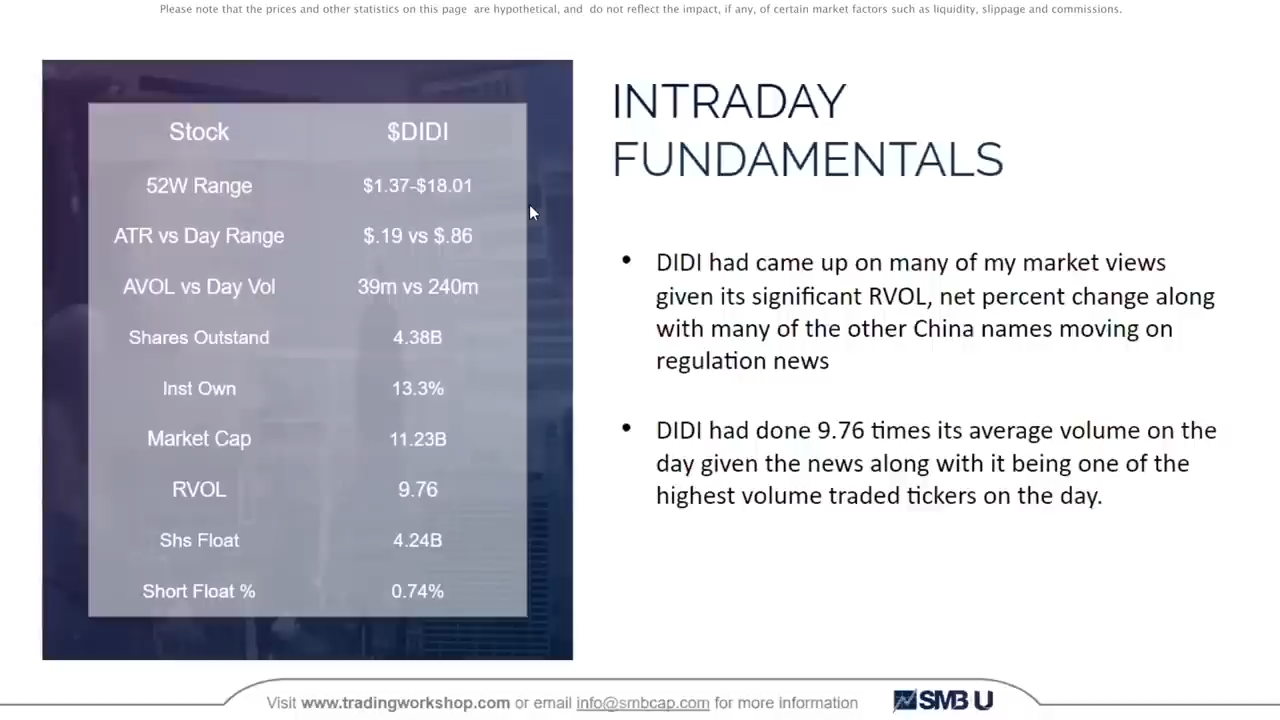 Please note that the prices and other statistics on this page are hypothetical, and do not reflect the impact, if any, of certain market factors such as liquidity, slippage and commissions.
Stock $DIDI
52W Range $1.37-$18.01
ATR vs Day Range $.19 vs $.86
AVOL vs Day Vol 39m vs 240m
Shares Outstand 4.38B
Inst Own 13.3%
Market Cap 11.23B
RVOL 9.76
Shs Float 4.24B
Short Float % 0.74%
INTRADAY
FUNDAMENTALS
• DIDI had came up on many of my market views
given its significant RVOL, net percent change along
with many of the other China names moving on
regulation news
• DIDI had done 9.76 times its average volume on the
day given the news along with it being one of the
highest volume traded tickers on the day.
Visit www.tradingworkshop.com or email info@smbcap.com for more information
SMB U